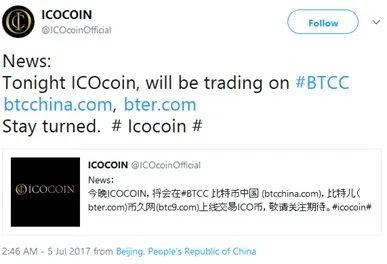 ICOCOIN
@ICOcoinOfficial
Follow
News:
Tonight ICOcoin, will be trading on #BTCC
btcchina.com, bter.com
Stay turned. # Icocoin #
ICOCOIN
ICOCOIN @ICOcoinOfficial
News：
今晚ICOCOIN，将会在#BTCC 比特币中国 (btcchina.com)，比特儿（
bter.com)币久网(btc9.com)上线交易ICO币，敬请关注期待。#icocoin#
2:46 AM - 5 Jul 2017 from Beijing, People's Republic of China